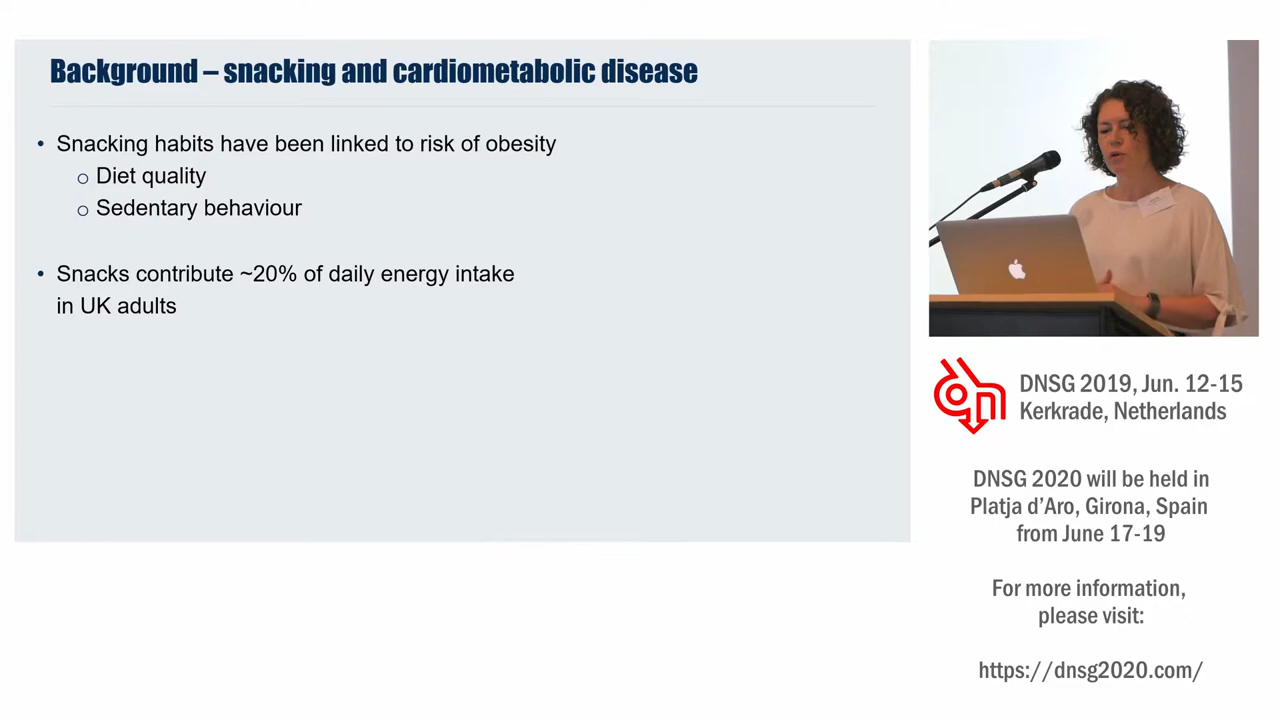 Background – snacking and cardiometabolic disease
• Snacking habits have been linked to risk of obesity
o Diet quality
o Sedentary behaviour
• Snacks contribute ~20% of daily energy intake
in UK adults
DNSG 2019, Jun. 12-15
Kerkrade, Netherlands
DNSG 2020 will be held in
Platja d’Aro, Girona, Spain
from June 17-19
For more information,
please visit:
https://dnsg2020.com/